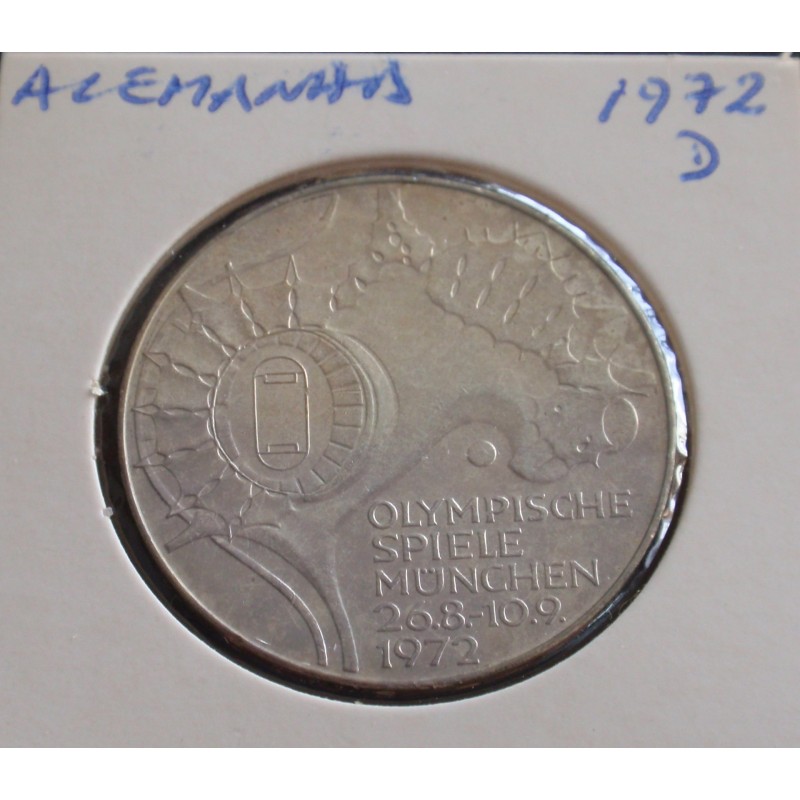 ALEMANHA 1972
D
OLYMPISCHE
SPIELE
MÜNCHEN
26.8.-10.9.
1972